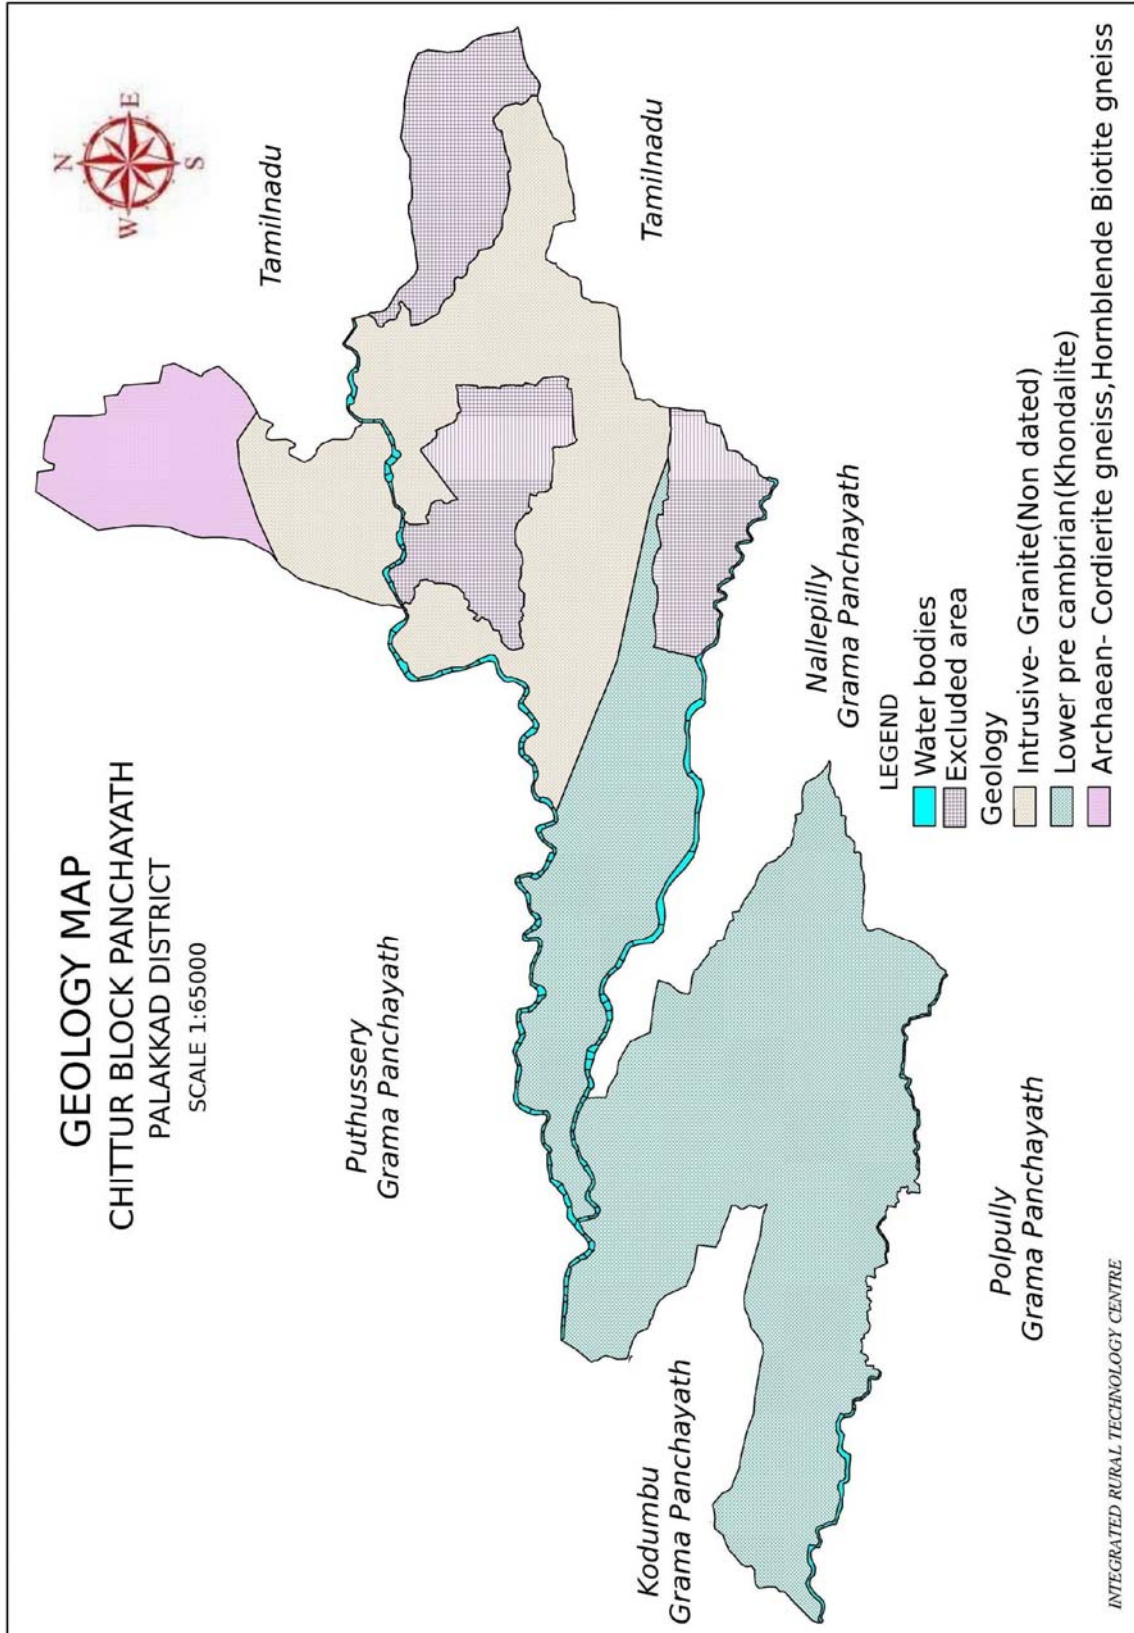 GEOLOGY MAP
CHITTUR BLOCK PANCHAYATH
PALAKKAD DISTRICT
SCALE 1:65000
N
E
S
W
Tamilnadu
Tamilnadu
Puthussery
Grama Panchayath
Nallepilly
Grama Panchayath
Kodumbu
Grama Panchayath
Polpully
Grama Panchayath
LEGEND
Water bodies
Excluded area
Geology
Intrusive- Granite(Non dated)
Lower pre cambrian(Khondalite)
Archaean- Cordierite gneiss,Hornblende Biotite gneiss
INTEGRATED RURAL TECHNOLOGY CENTRE